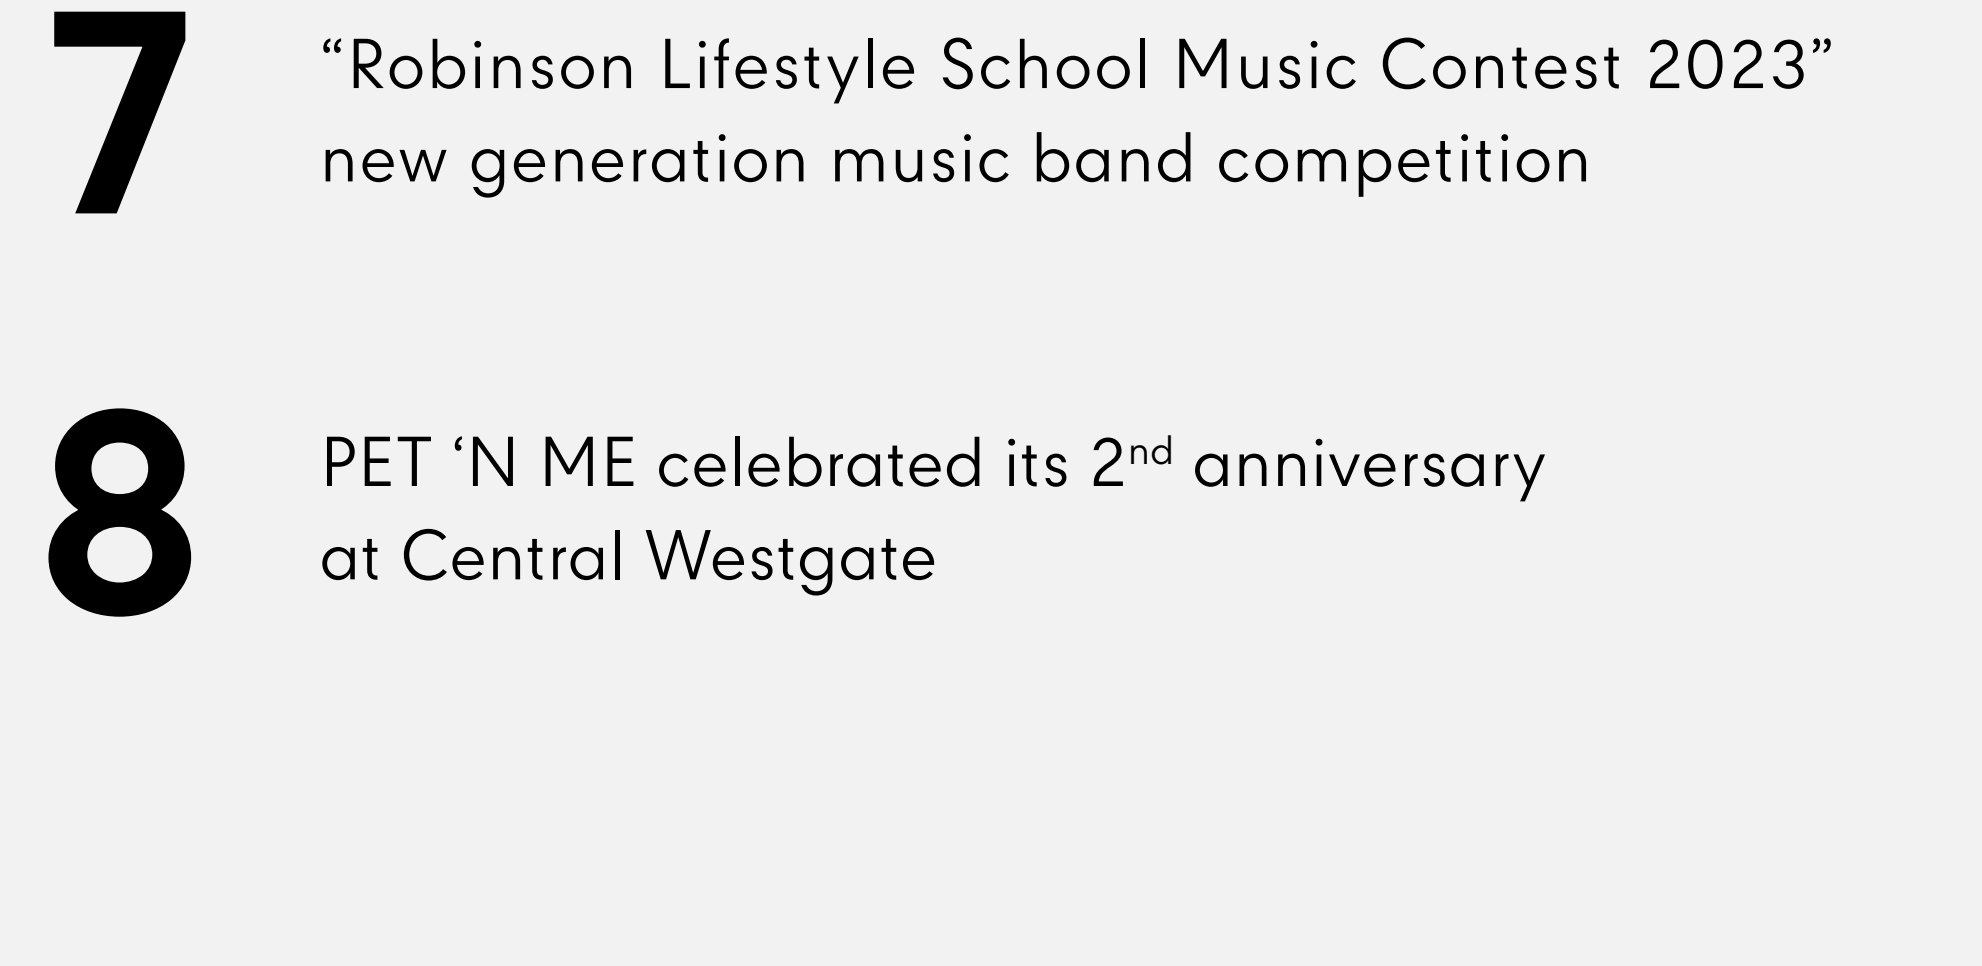 7
“Robinson Lifestyle School Music Contest 2023”
new generation music band competition
8
PET ‘N ME celebrated its 2nd anniversary
at Central Westgate